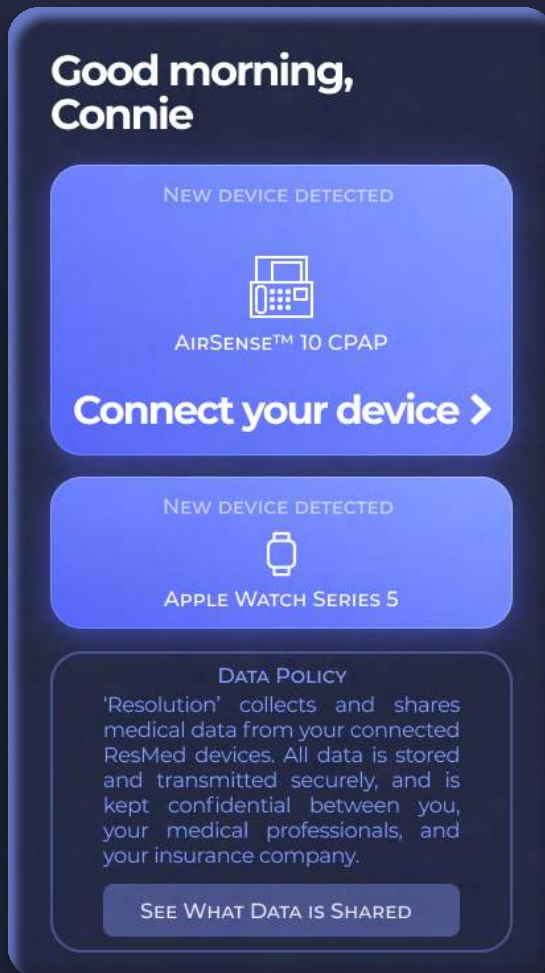 Good morning,
Connie
New device detected
AirSense™ 10 CPAP
Connect your device
New device detected
Apple Watch Series 5
Data Policy
‘Resolution’ collects and shares
medical data from your connected
ResMed devices. All data is stored
and transmitted securely, and is
kept confidential between you,
your medical professionals, and
your insurance company.
See What Data is Shared